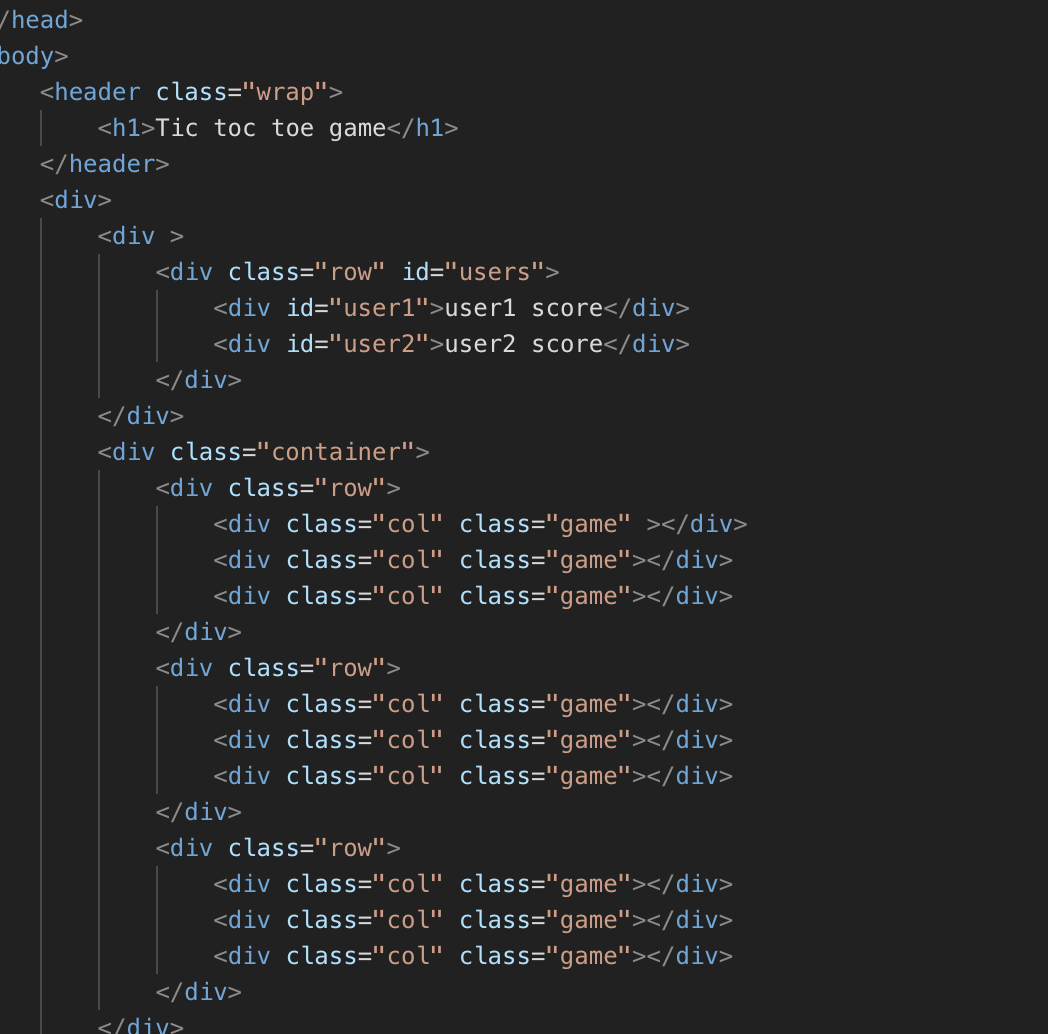 /head>
body>
<header class="wrap">
<h1>Tic toc toe game</h1>
</header>
<div>
<div >
<div class="row" id="users">
<div id="user1">user1 score</div>
<div id="user2">user2 score</div>
</div>
</div>
<div class="container">
<div class="row">
<div class="col" class="game" ></div>
<div class="col" class="game"></div>
<div class="col" class="game"></div>
</div>
<div class="row">
<div class="col" class="game"></div>
<div class="col" class="game"></div>
<div class="col" class="game"></div>
</div>
<div class="row">
<div class="col" class="game"></div>
<div class="col" class="game"></div>
<div class="col" class="game"></div>
</div>
</div>